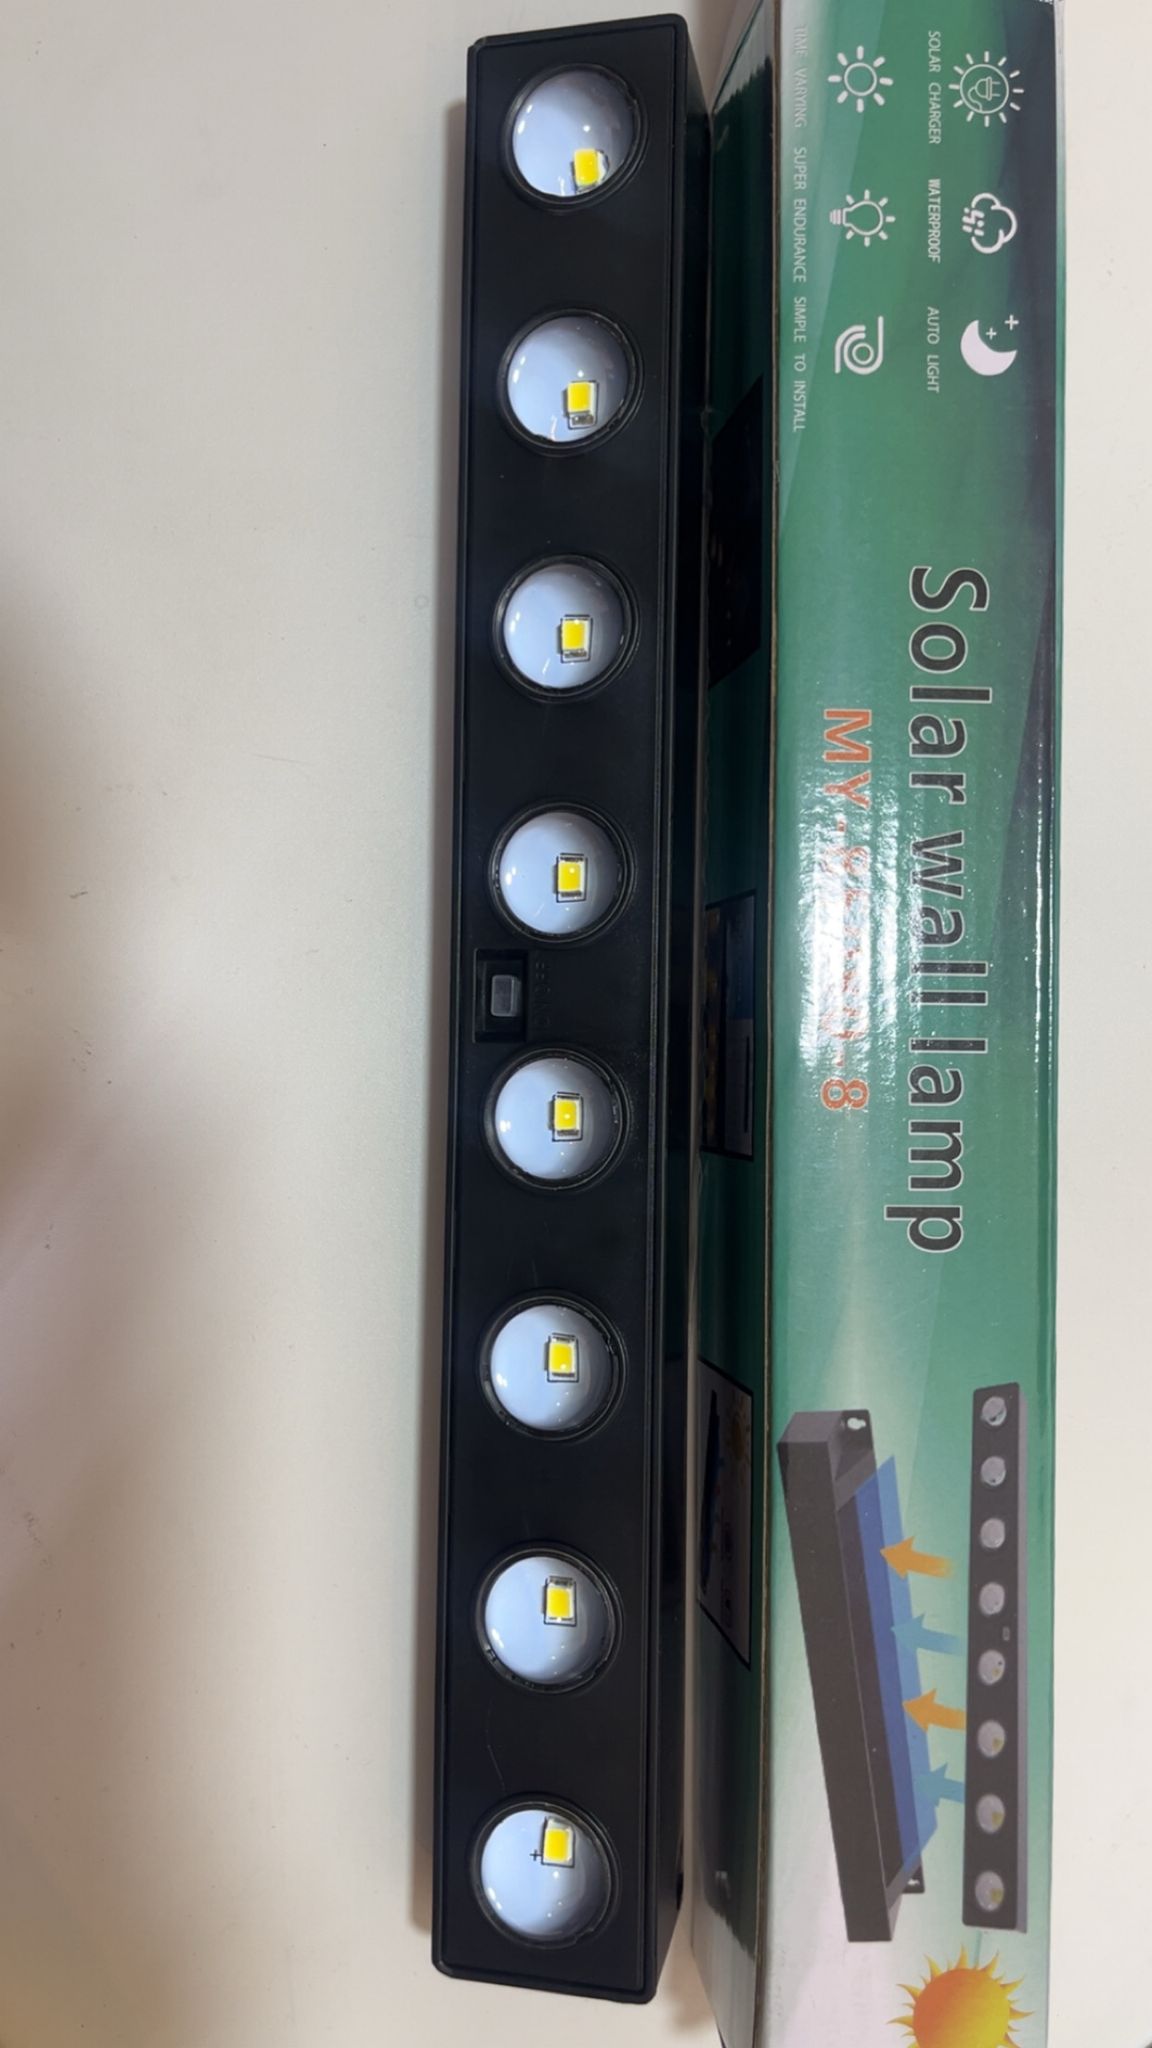 SOLAR CHARGER WATERPROOF AUTO LIGHT
TIME VARYING SUPER ENDURANCE SIMPLE TO INSTALL
Solar wall lamp